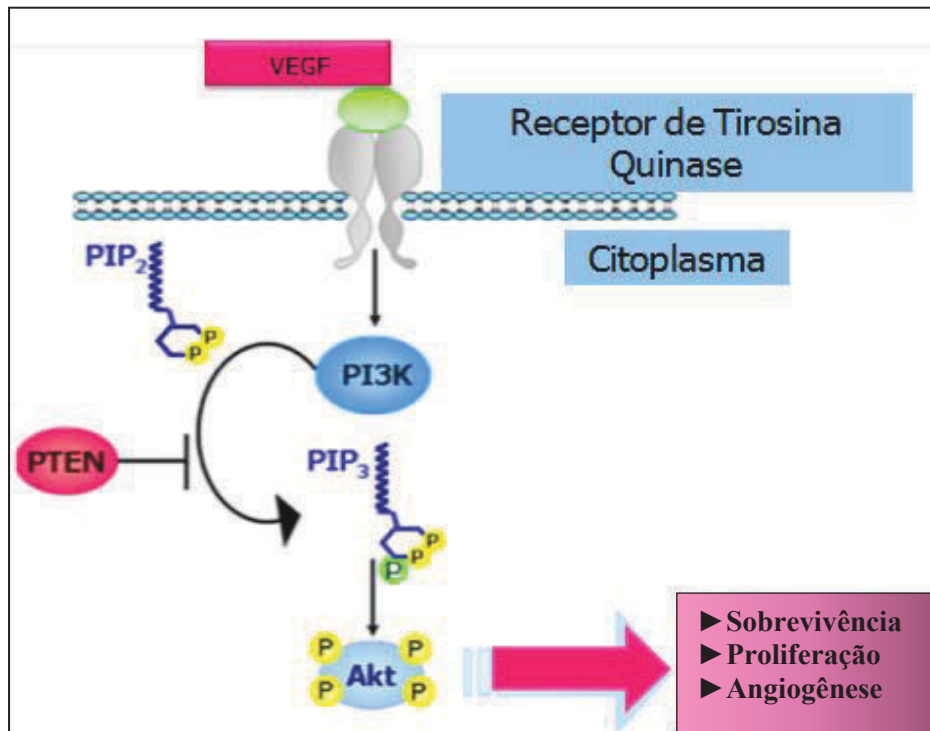 VEGF
Receptor de Tirosina
Quinase
Citoplasma
PIP2
P
P
PI3K
PTEN
PIP3
P
P
P
P
P
Akt
P
P
►Sobrevivência
►Proliferação
►Angiogênese